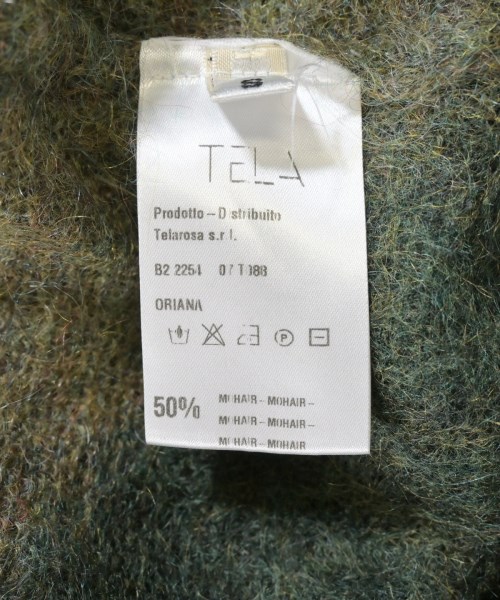 S
TELA
Prodotto - Distribuito
Telarosa s.r.l.
B2 2254 07 T088
ORIANA
P
50% MOHAIR - MOHAIR -
MOHAIR - MOHAIR -
MOHAIR - MOHAIR